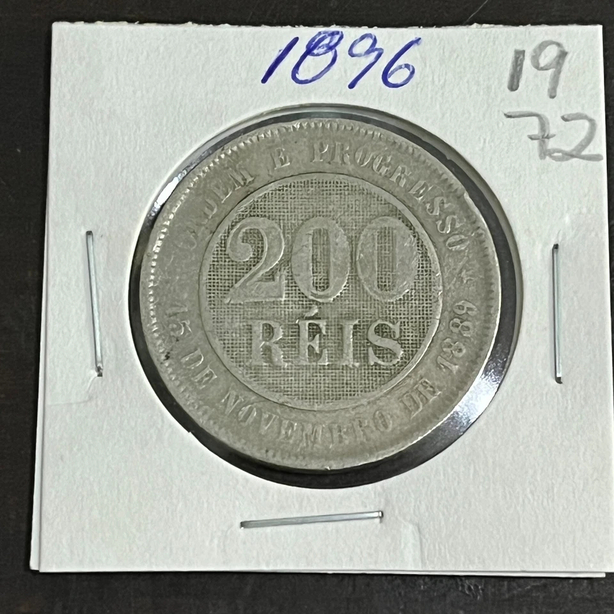 1896
19
72
ORDEM E PROGRESSO
200
RÉIS
15 DE NOVEMBRO DE 1889